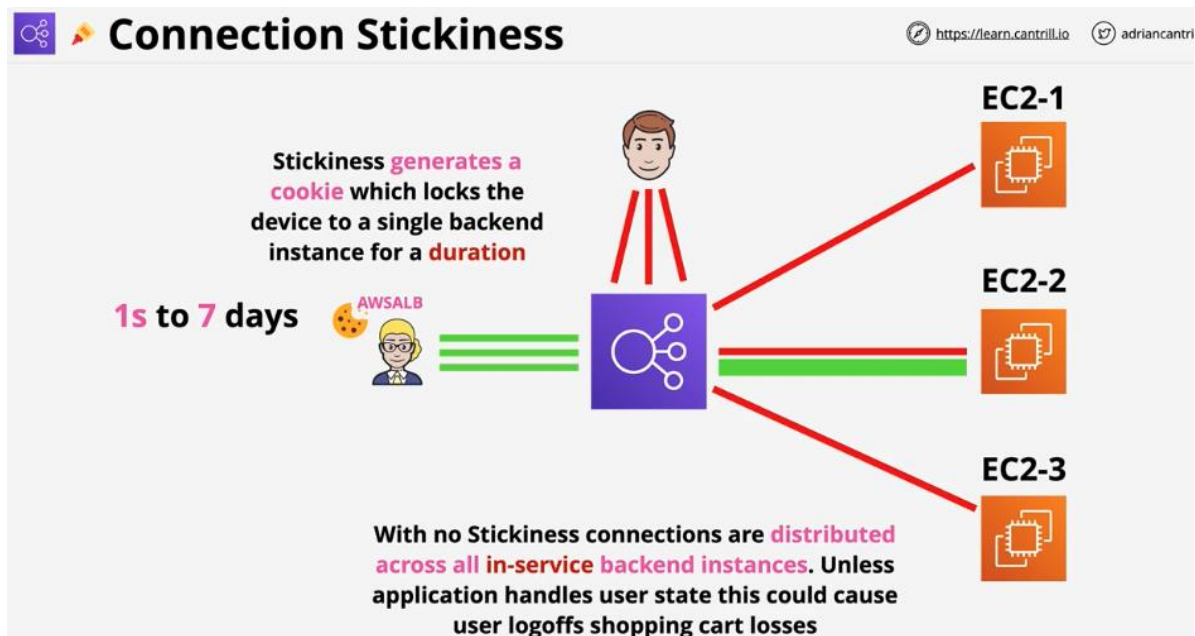 Connection Stickiness
https://learn.cantrill.io
adriancantri
EC2-1
Stickiness generates a
cookie which locks the
device to a single backend
instance for a duration
EC2-2
1s to 7 days
AWSALB
EC2-3
With no Stickiness connections are distributed
across all in-service backend instances. Unless
application handles user state this could cause
user logoffs shopping cart losses